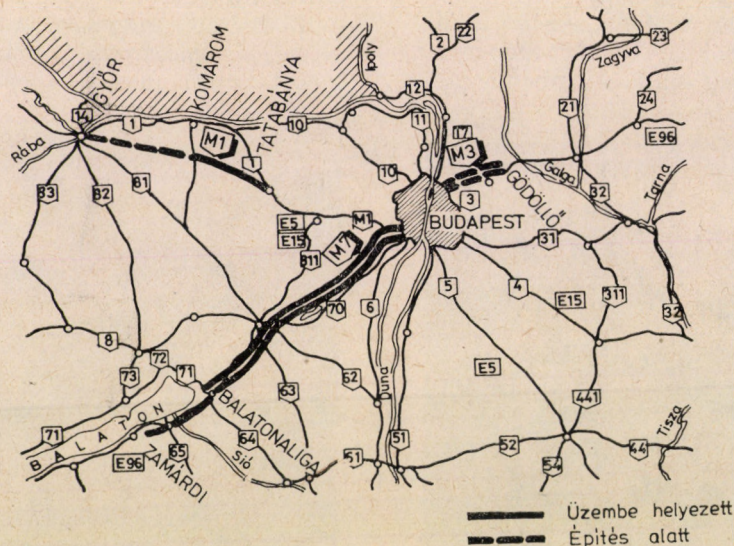 2
22
23
Zagyva
Ipoly
GYŐR
KOMÁROM
TATABÁNYA
12
21
24
14
1
10
11
17
E96
Rába
M1
1
M3
Galga
10
GÖDÖLLŐ
32
Tarna
83
82
81
3
E5
M1
BUDAPEST
E15
M7
31
811
5
4
E15
311
70
6
32
8
72
73
71
62
E5
63
Duna
BALATON
BALATONALIGA
441
71
65
64
51
52
44
Tisza
E96
ZAMÁRDI
Sió
51
54
Üzembe helyezett
Építés alatt